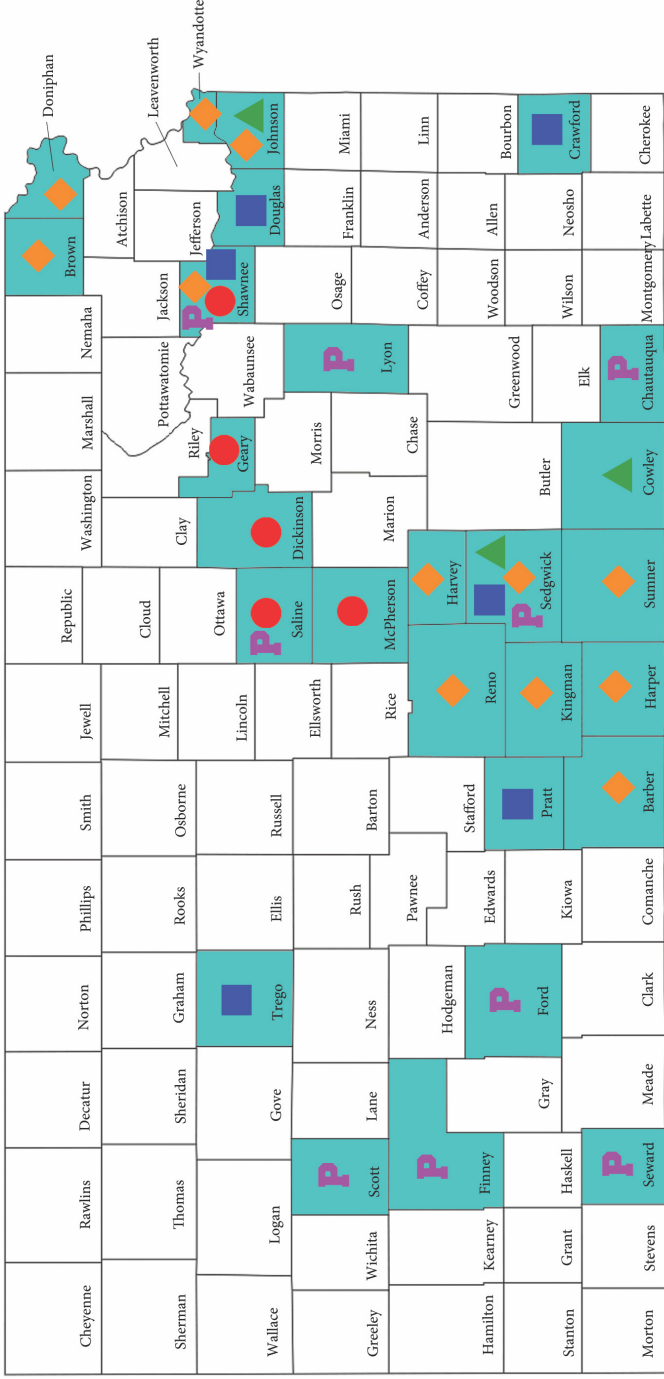 Doniphan
Cheyenne
Rawlins
Decatur
Norton
Phillips
Smith
Jewell
Republic
Washington
Marshall
Nemaha
Brown
Atchison
Leavenworth
Wyandotte
Sherman
Thomas
Sheridan
Graham
Rooks
Osborne
Mitchell
Cloud
Clay
Riley
Pottawatomie
Jackson
Jefferson
Wallace
Logan
Gove
Trego
Ellis
Russell
Lincoln
Ottawa
P
Saline
Dickinson
Geary
Wabaunsee
P
Shawnee
Douglas
Johnson
Greeley
Wichita
P
Scott
Lane
Ness
Rush
Barton
Ellsworth
Rice
McPherson
Marion
Morris
Chase
P
Lyon
Osage
Coffey
Franklin
Anderson
Miami
Linn
Hamilton
Kearney
P
Finney
Hodgeman
Pawnee
Edwards
Stafford
Reno
Harvey
Butler
Greenwood
Woodson
Allen
Bourbon
Stanton
Grant
Haskell
Gray
P
Ford
Kiowa
Pratt
Kingman
P
Sedgwick
Elk
Wilson
Neosho
Crawford
Morton
Stevens
P
Seward
Meade
Clark
Comanche
Barber
Harper
Sumner
Cowley
P
Chautauqua
Montgomery
Labette
Cherokee